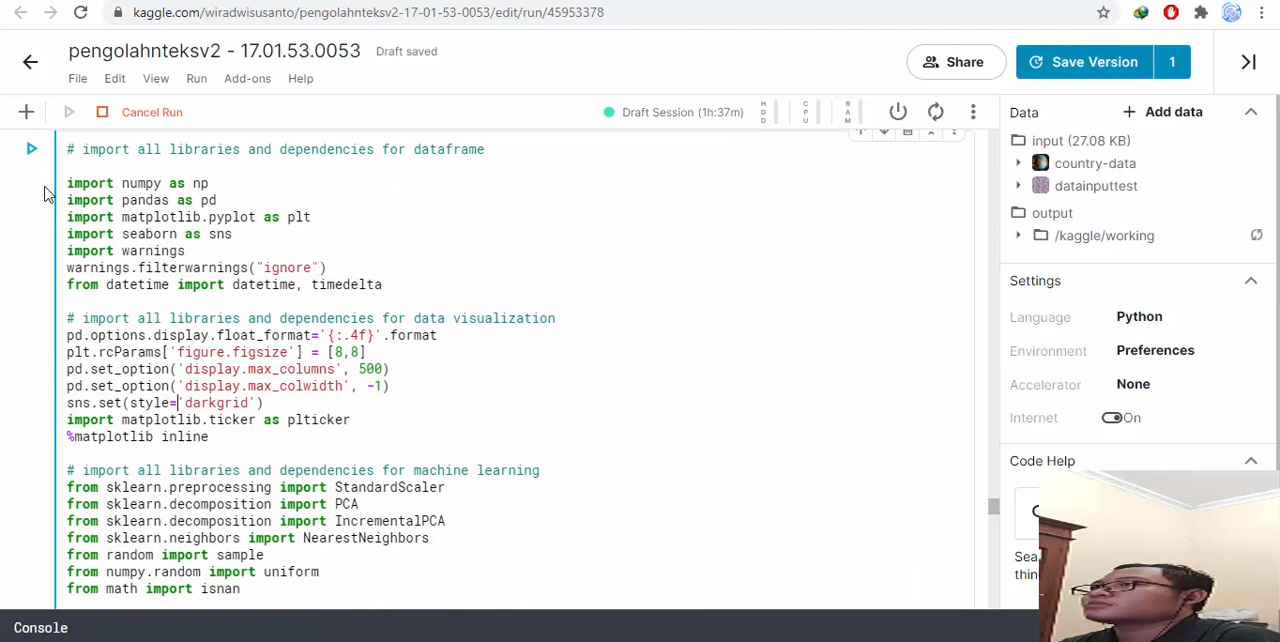 kaggle.com/wiradwisusanto/pengolahnteksv2-17-01-53-0053/edit/run/45953378
pengolahnteksv2 - 17.01.53.0053 Draft saved
Share
Save Version 1
File Edit View Run Add-ons Help
Cancel Run
Draft Session (1h:37m)
HDD
CPU
RAM
# import all libraries and dependencies for dataframe
import numpy as np
import pandas as pd
import matplotlib.pyplot as plt
import seaborn as sns
import warnings
warnings.filterwarnings("ignore")
from datetime import datetime, timedelta
# import all libraries and dependencies for data visualization
pd.options.display.float_format='{:.4f}'.format
plt.rcParams['figure.figsize'] = [8,8]
pd.set_option('display.max_columns', 500)
pd.set_option('display.max_colwidth', -1)
sns.set(style='darkgrid')
import matplotlib.ticker as plticker
%matplotlib inline
# import all libraries and dependencies for machine learning
from sklearn.preprocessing import StandardScaler
from sklearn.decomposition import PCA
from sklearn.decomposition import IncrementalPCA
from sklearn.neighbors import NearestNeighbors
from random import sample
from numpy.random import uniform
from math import isnan
Data + Add data
input (27.08 KB)
country-data
datainputtest
output
/kaggle/working
Settings
Language Python
Environment Preferences
Accelerator None
Internet On
Code Help
Console